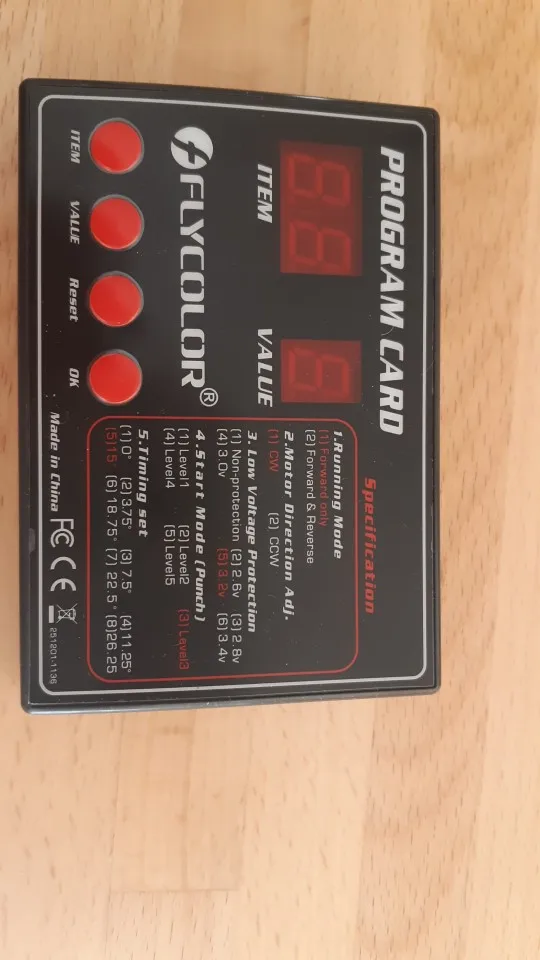 PROGRAM CARD
ITEM
VALUE
FLYCOLOR®
ITEM
VALUE
Reset
OK
Specification
1.Running Mode
(1) Forward only
(2) Forward & Reverse
2.Motor Direction Adj.
(1) CW (2) CCW
3. Low Voltage Protection
(1) Non-protection (2) 2.6v (3) 2.8v
(4) 3.0v (5) 3.2v (6) 3.4v
4.Start Mode (Punch)
(1) Level1 (2) Level2 (3) Level3
(4) Level4 (5) Level5
5.Timing set
(1) 0° (2) 3.75° (3) 7.5° (4)11.25°
(5)15° (6) 18.75° (7) 22.5° (8)26.25
Made in China FC CE 251201-1136